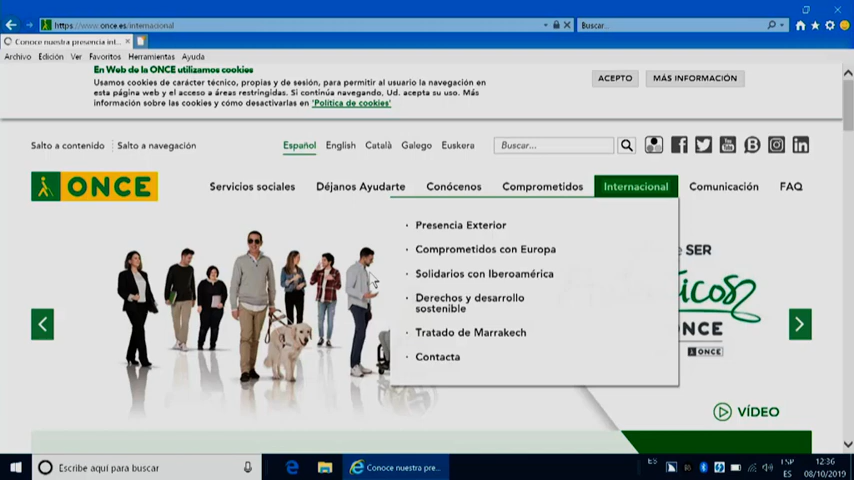 https://www.once.es/internacional
Buscar...
Conoce nuestra presencia int...
Archivo Edición Ver Favoritos Herramientas Ayuda
En Web de la ONCE utilizamos cookies
Usamos cookies de carácter técnico, propias y de sesión, para permitir al usuario la navegación en
esta página web y el acceso a áreas restringidas. Si continúa navegando, Ud. acepta su uso. Más
información sobre las cookies y cómo desactivarlas en 'Política de cookies'
ACEPTO MÁS INFORMACIÓN
Salto a contenido Salto a navegación Español English Català Galego Euskera Buscar...
You Tube
ONCE
Servicios sociales Déjanos Ayudarte Conócenos Comprometidos Internacional Comunicación FAQ
· Presencia Exterior
· Comprometidos con Europa
· Solidarios con Iberoamérica
· Derechos y desarrollo
sostenible
· Tratado de Marrakech
· Contacta
SER
ticos
ONCE
ONCE
VÍDEO
Escribe aquí para buscar
Conoce nuestra pre...
ES
ESP
ES
12:36
08/10/2019